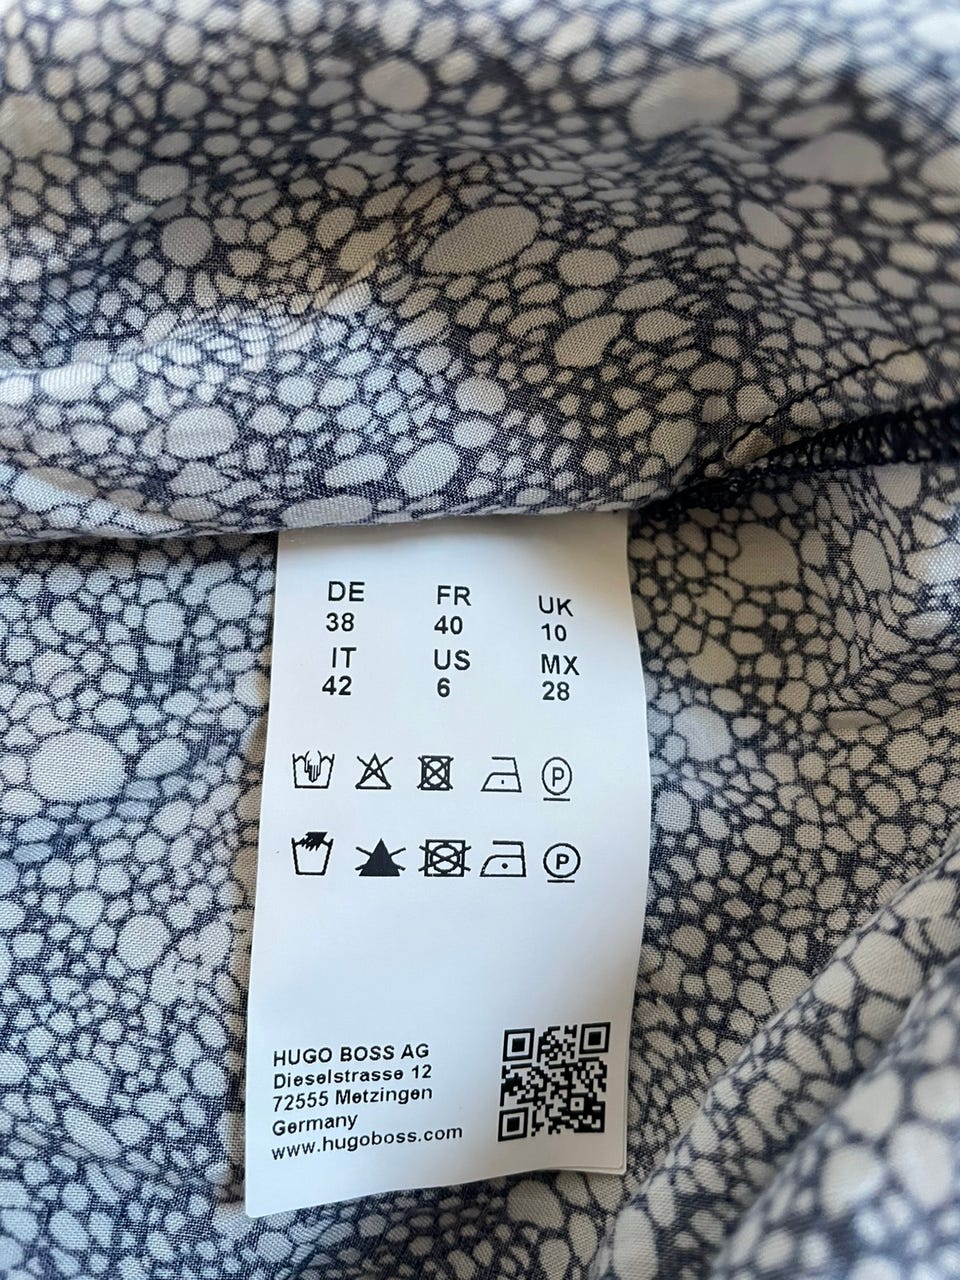 DE FR UK
38 40 10
IT US MX
42 6 28
P
P
HUGO BOSS AG
Dieselstrasse 12
72555 Metzingen
Germany
www.hugoboss.com